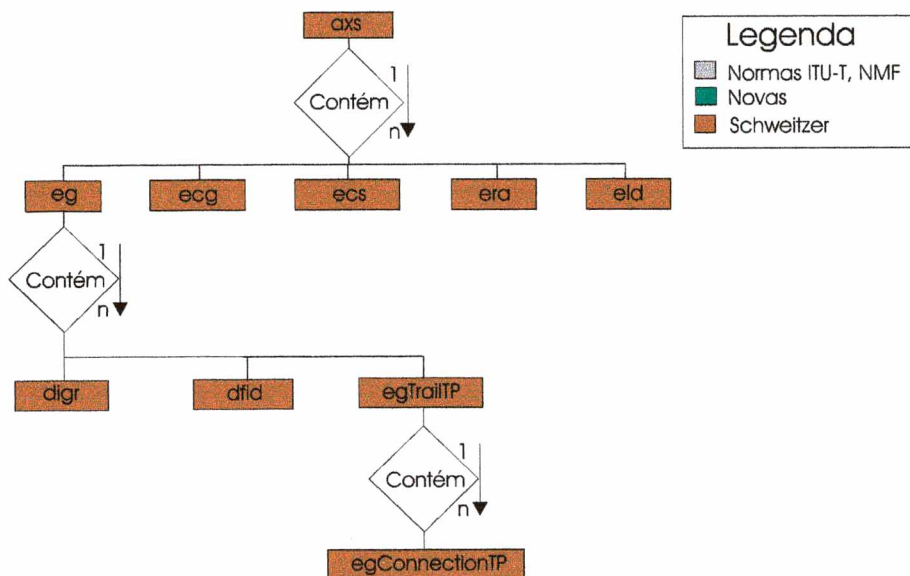 axs
Legenda
Normas ITU-T, NMF
Novas
Schweitzer
1
Contém
n
eg
ecg
ecs
era
eld
1
Contém
n
digr
dfid
egTrailTP
1
Contém
n
egConnectionTP